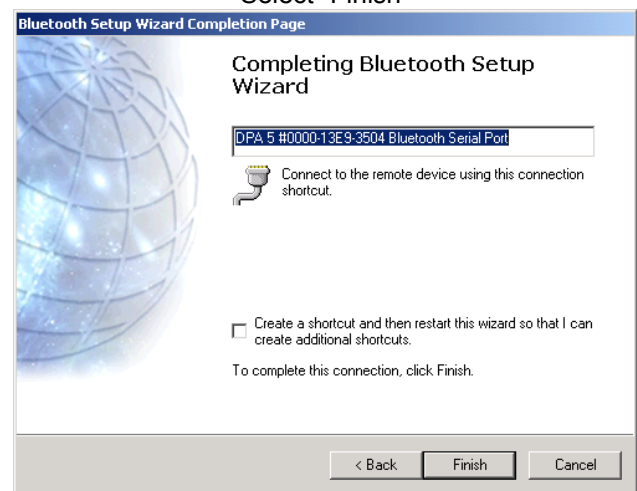 Select "Finish"
Bluetooth Setup Wizard Completion Page
Completing Bluetooth Setup
Wizard
DPA 5 #0000-13E9-3504 Bluetooth Serial Port
Connect to the remote device using this connection
shortcut.
Create a shortcut and then restart this wizard so that I can
create additional shortcuts.
To complete this connection, click Finish.
< Back
Finish
Cancel